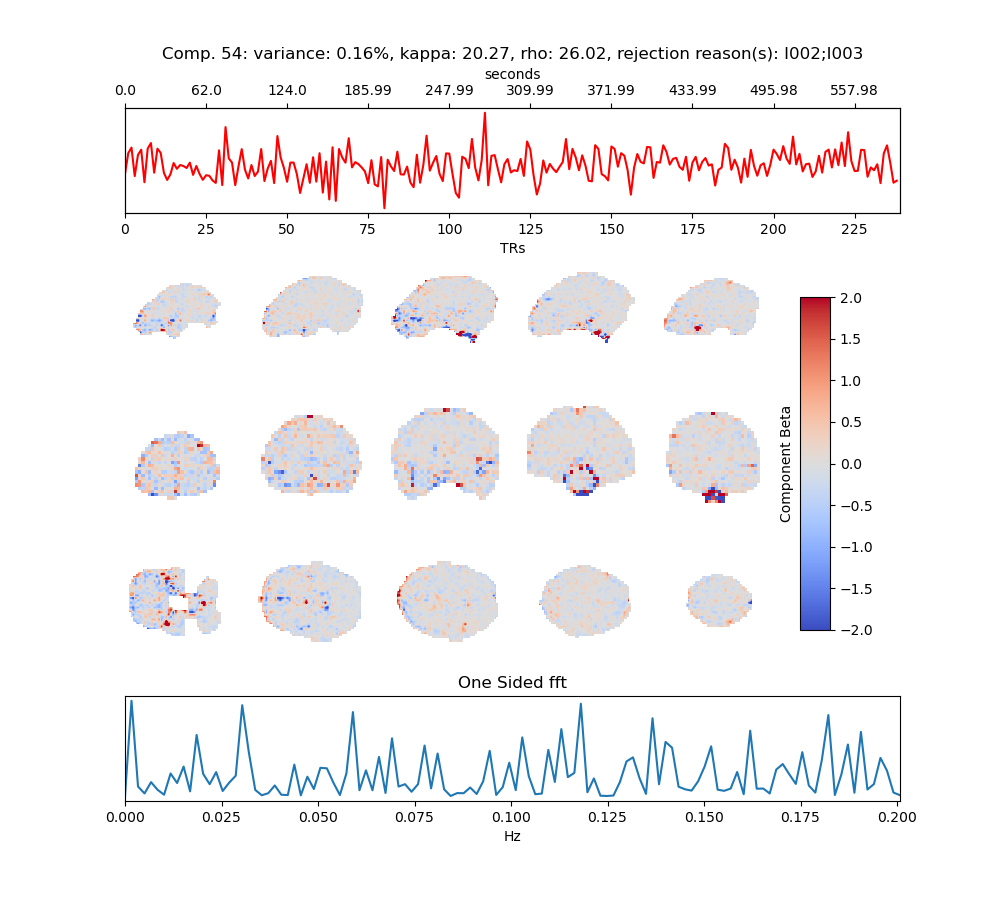 Comp. 54: variance: 0.16%, kappa: 20.27, rho: 26.02, rejection reason(s): I002;I003
seconds
0.0 62.0 124.0 185.99 247.99 309.99 371.99 433.99 495.98 557.98
0 25 50 75 100 125 150 175 200 225
TRs
2.0
1.5
1.0
0.5
0.0
−0.5
−1.0
−1.5
−2.0
Component Beta
One Sided fft
0.000 0.025 0.050 0.075 0.100 0.125 0.150 0.175 0.200
Hz